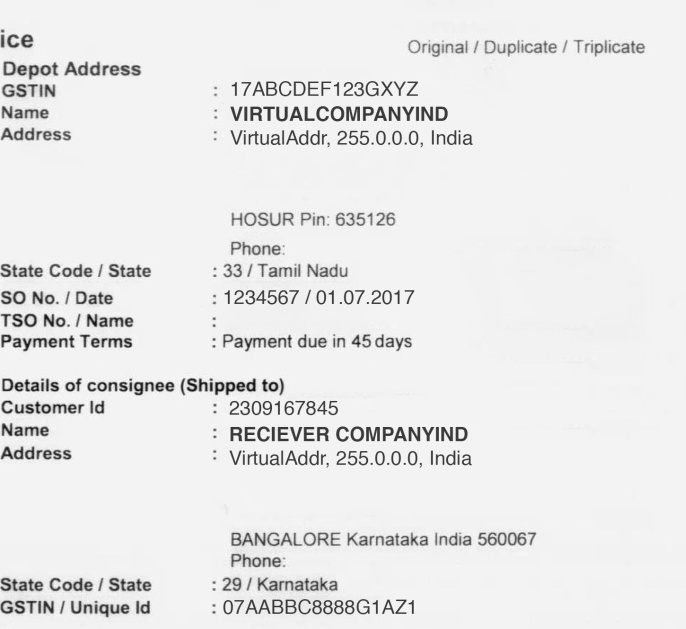 ice
Original / Duplicate / Triplicate
Depot Address
GSTIN : 17ABCDEF123GXYZ
Name : VIRTUALCOMPANYIND
Address : VirtualAddr, 255.0.0.0, India
HOSUR Pin: 635126
Phone:
State Code / State : 33 / Tamil Nadu
SO No. / Date : 1234567 / 01.07.2017
TSO No. / Name :
Payment Terms : Payment due in 45 days
Details of consignee (Shipped to)
Customer Id : 2309167845
Name : RECIEVER COMPANYIND
Address : VirtualAddr, 255.0.0.0, India
BANGALORE Karnataka India 560067
Phone:
State Code / State : 29 / Karnataka
GSTIN / Unique Id : 07AABBC8888G1AZ1